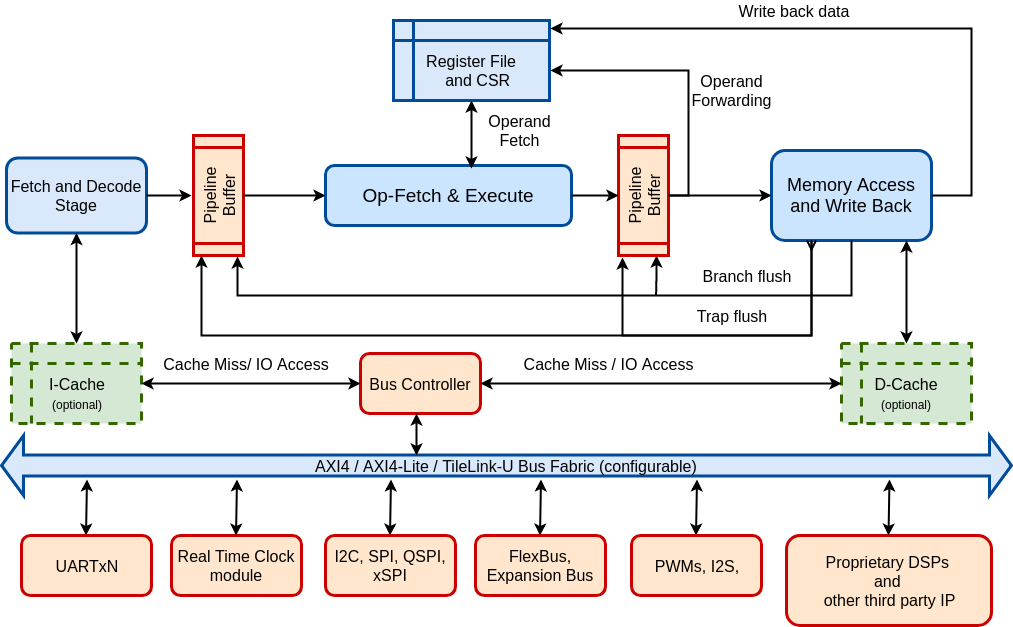 Write back data
Register File
and CSR
Operand
Forwarding
Operand
Fetch
Fetch and Decode
Stage
Pipeline
Buffer
Op-Fetch & Execute
Pipeline
Buffer
Memory Access
and Write Back
Branch flush
Trap flush
Cache Miss/ IO Access
Cache Miss / IO Access
I-Cache
(optional)
Bus Controller
D-Cache
(optional)
AXI4 / AXI4-Lite / TileLink-U Bus Fabric (configurable)
UARTxN
Real Time Clock
module
I2C, SPI, QSPI,
xSPI
FlexBus,
Expansion Bus
PWMs, I2S,
Proprietary DSPs
and
other third party IP